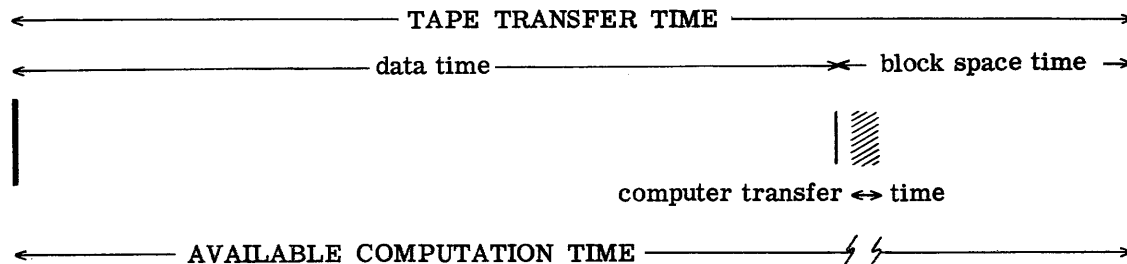 TAPE TRANSFER TIME
data time
block space time
computer transfer
time
AVAILABLE COMPUTATION TIME